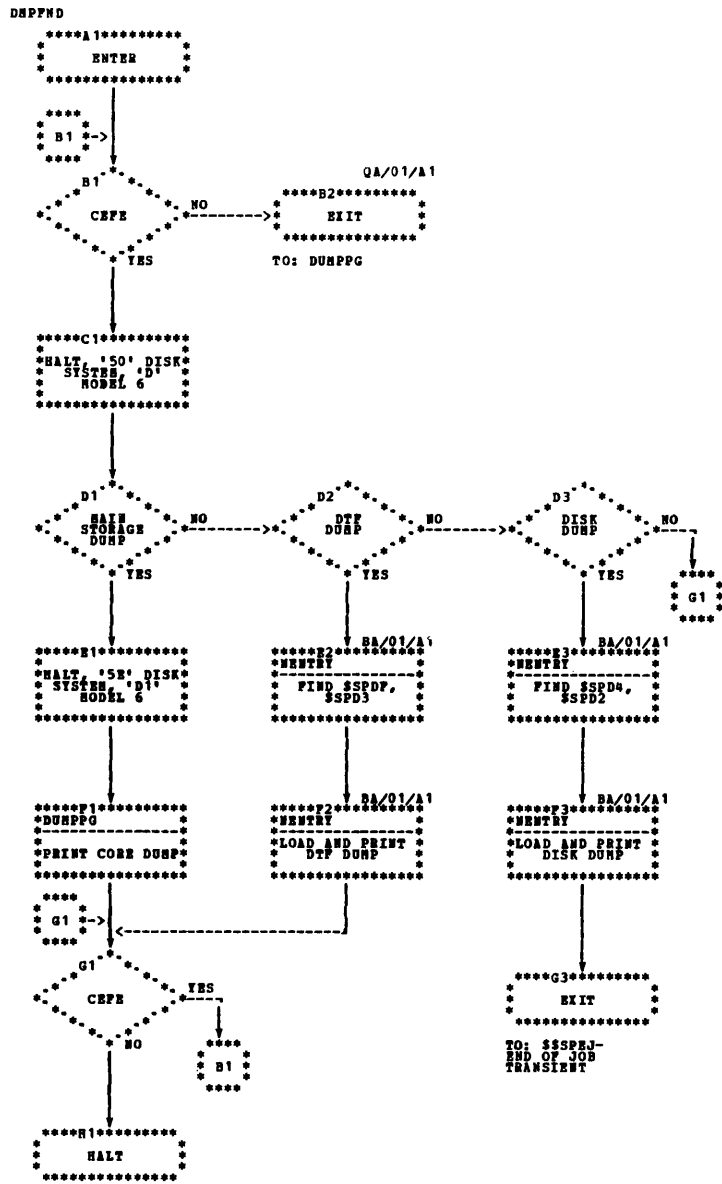 DMPFND
A1
ENTER
B1
B1
CEFE
NO
YES
QA/01/A1
B2
EXIT
TO: DUMPPG
C1
HALT, '50' DISK
SYSTEM, 'D'
MODEL 6
D1
MAIN
STORAGE
DUMP
NO
YES
D2
DTF
DUMP
NO
YES
D3
DISK
DUMP
NO
YES
G1
E1
HALT, '5E' DISK
SYSTEM, 'D1'
MODEL 6
BA/01/A1
E2
NENTRY
FIND $SPDF,
$SPD3
BA/01/A1
E3
NENTRY
FIND $SPD4,
$SPD2
F1
DUMPPG
PRINT CORE DUMP
BA/01/A1
F2
NENTRY
LOAD AND PRINT
DTF DUMP
BA/01/A1
F3
NENTRY
LOAD AND PRINT
DISK DUMP
G1
G1
CEFE
YES
NO
B1
G3
EXIT
TO: $$SPEJ-
END OF JOB
TRANSIENT
H1
HALT